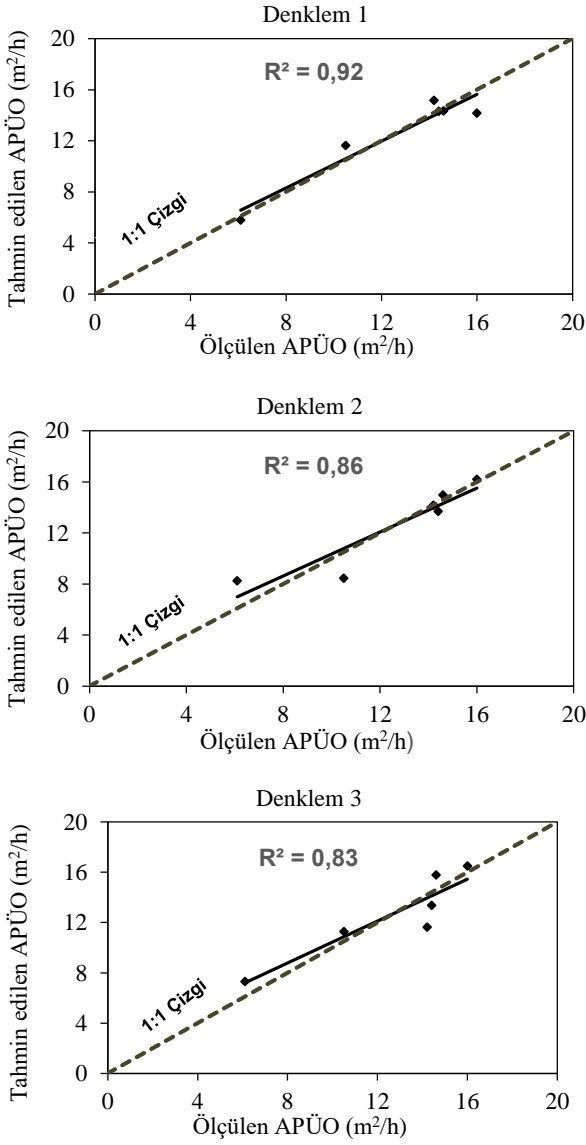 Denklem 1
Tahmin edilen APÜO (m²/h)
20
16
12
8
4
0
R² = 0,92
1:1 Çizgi
0 4 8 12 16 20
Ölçülen APÜO (m²/h)
Denklem 2
Tahmin edilen APÜO (m²/h)
20
16
12
8
4
0
R² = 0,86
1:1 Çizgi
0 4 8 12 16 20
Ölçülen APÜO (m²/h)
Denklem 3
Tahmin edilen APÜO (m²/h)
20
16
12
8
4
0
R² = 0,83
1:1 Çizgi
0 4 8 12 16 20
Ölçülen APÜO (m²/h)